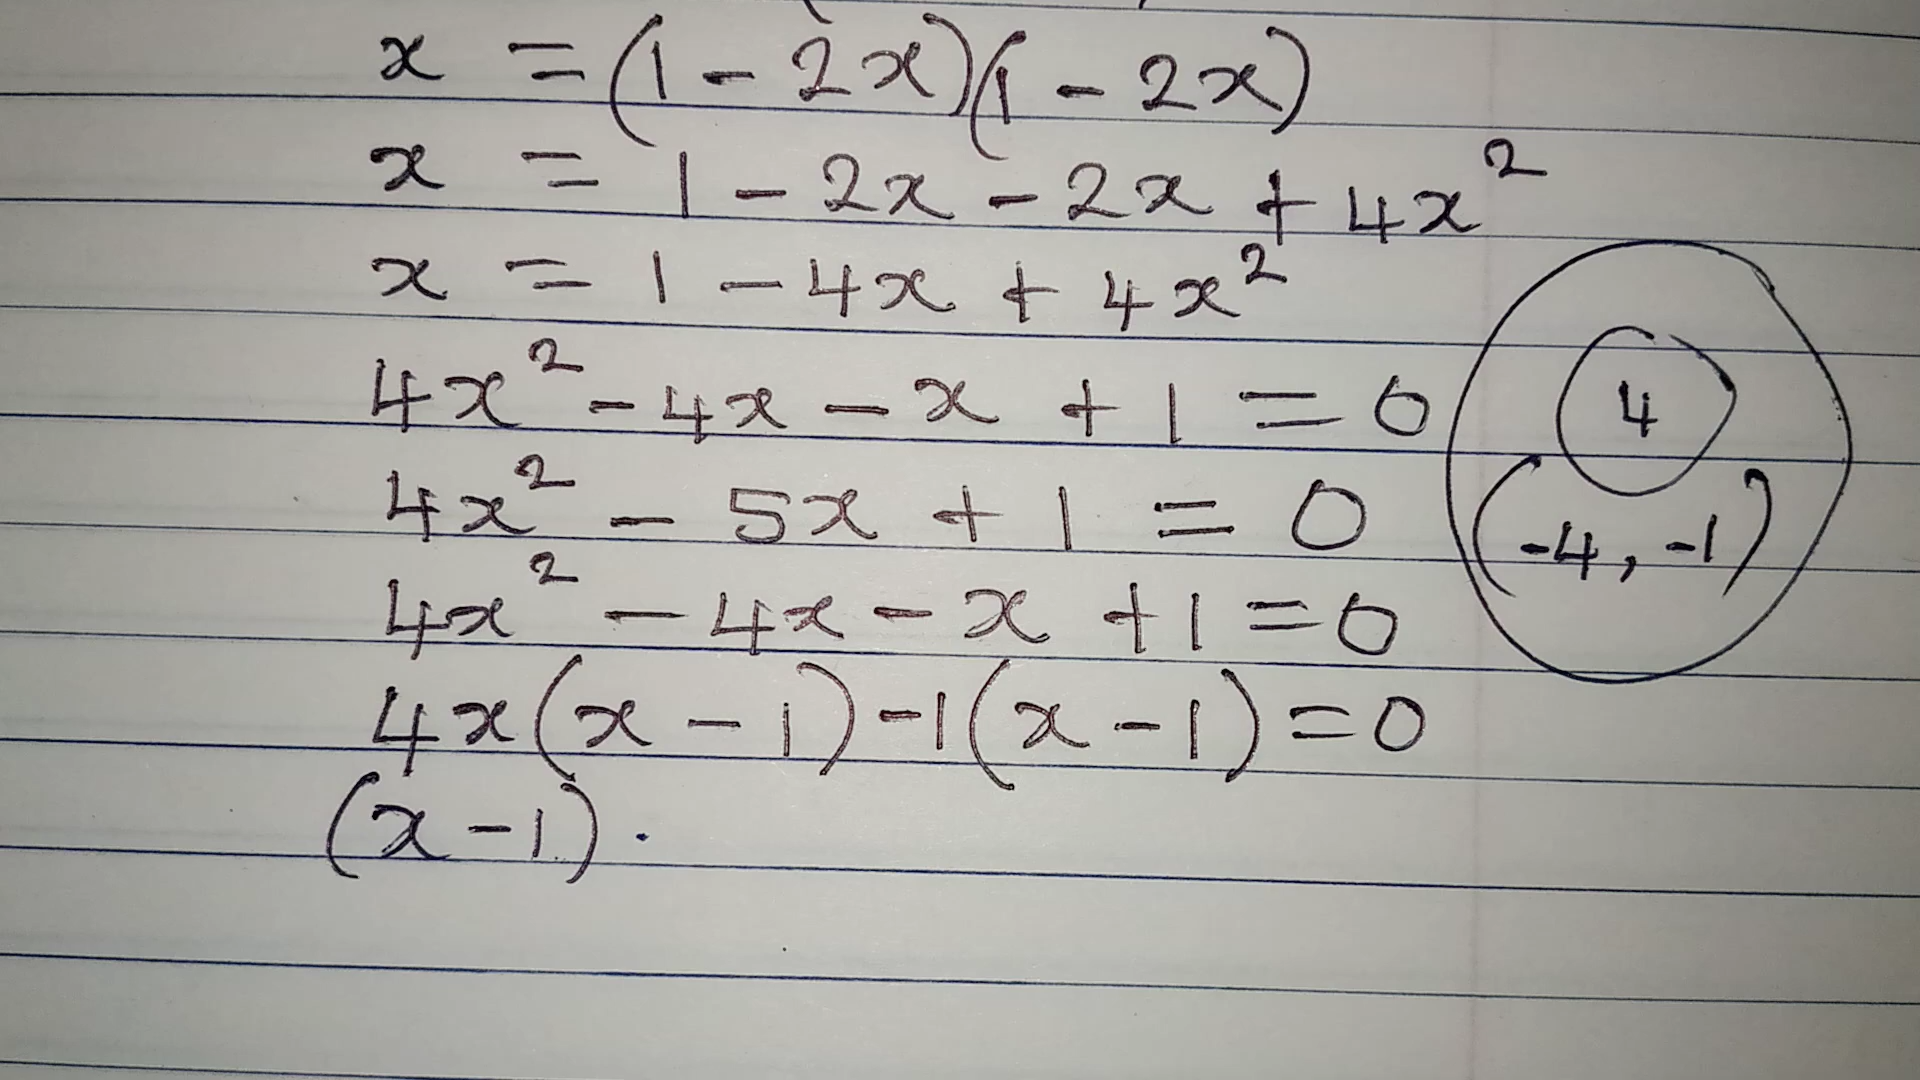 x = (1 - 2x)(1 - 2x)
x = 1 - 2x - 2x + 4x²
x = 1 - 4x + 4x²
4x² - 4x - x + 1 = 0
4x² - 5x + 1 = 0
4x² - 4x - x + 1 = 0
4x(x - 1) - 1(x - 1) = 0
(x - 1) .
4
-4, -1